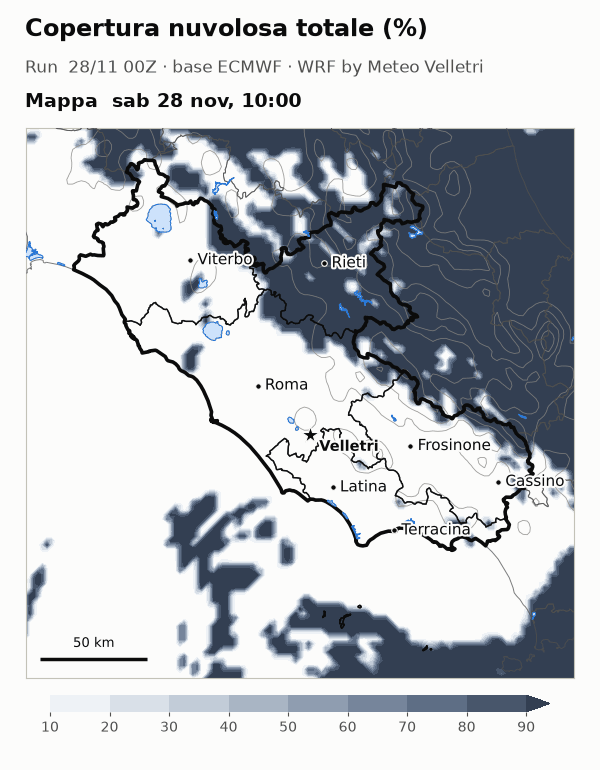 Copertura nuvolosa totale (%)
Run  28/11 00Z · base ECMWF · WRF by Meteo Velletri
Mappa  sab 28 nov, 10:00
Viterbo
Rieti
Roma
Velletri
Frosinone
Latina
Cassino
Terracina
50 km
10 20 30 40 50 60 70 80 90